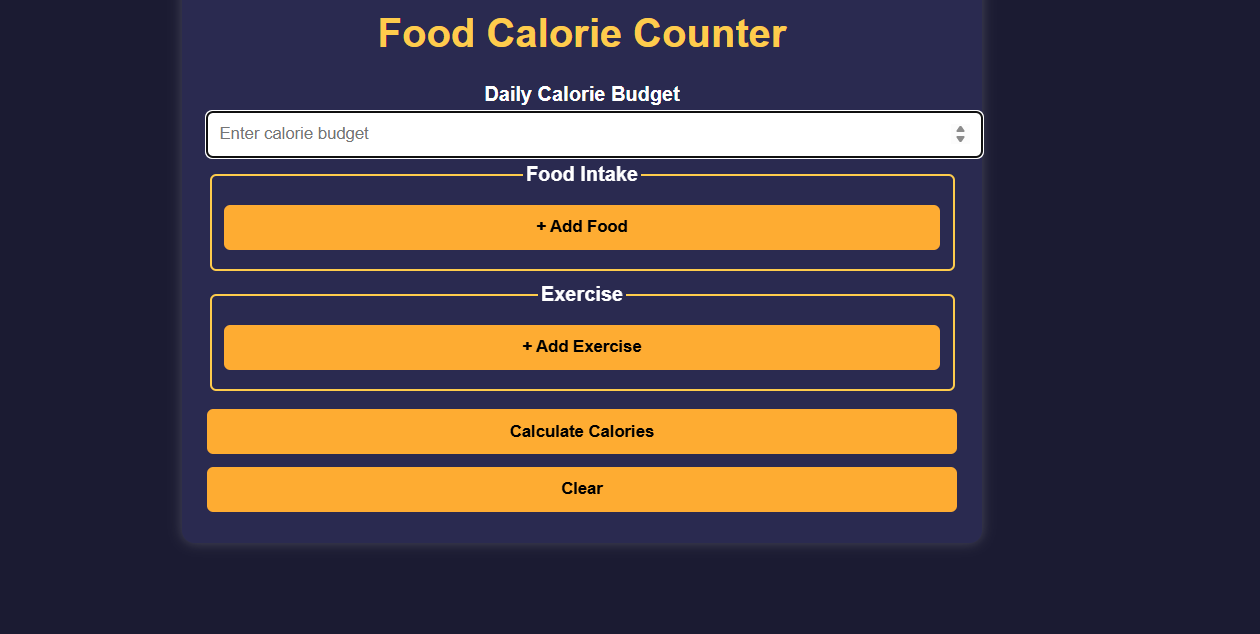 Food Calorie Counter
Daily Calorie Budget
Enter calorie budget
Food Intake
+ Add Food
Exercise
+ Add Exercise
Calculate Calories
Clear